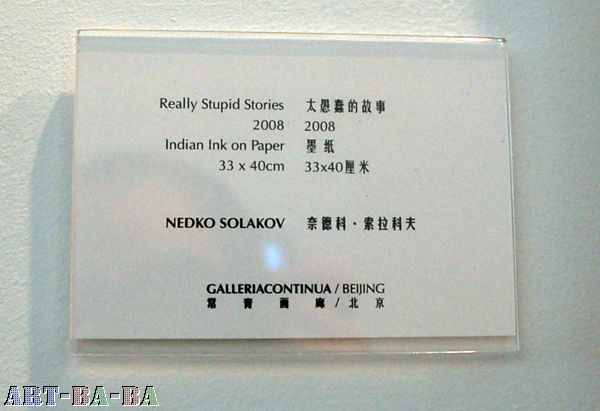 Really Stupid Stories 太愚蠢的故事
2008 2008
Indian Ink on Paper 墨 纸
33 x 40cm 33x40厘米
NEDKO SOLAKOV 奈德科·索拉科夫
GALLERIACONTINUA / BEIJING
常青画廊/北京
ART-BA-BA